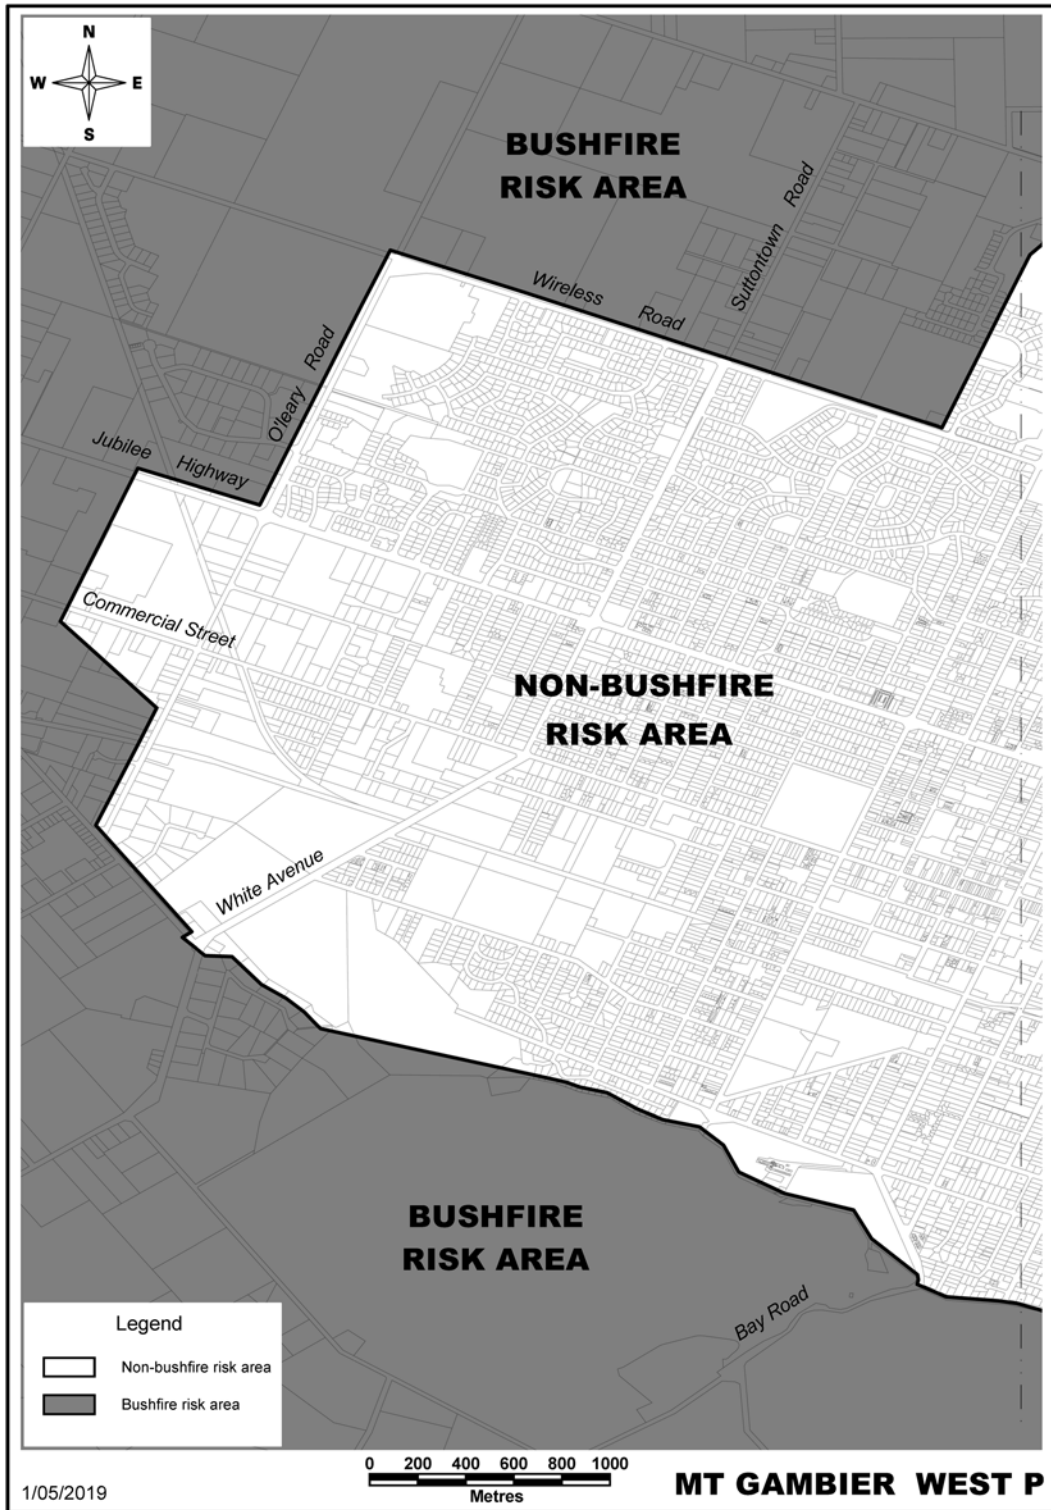 N
W E
S
BUSHFIRE
RISK AREA
Suttontown Road
Wireless Road
O'leary Road
Jubilee Highway
Commercial Street
NON-BUSHFIRE
RISK AREA
White Avenue
BUSHFIRE
RISK AREA
Bay Road
Legend
Non-bushfire risk area
Bushfire risk area
0 200 400 600 800 1000
Metres
1/05/2019
MT GAMBIER WEST P